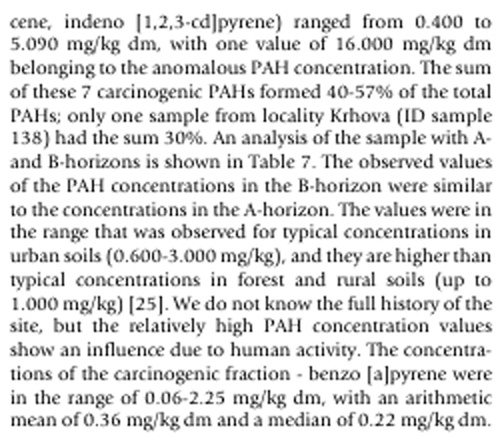 cene, indeno [1,2,3-cd]pyrene) ranged from 0.400 to
5.090 mg/kg dm, with one value of 16.000 mg/kg dm
belonging to the anomalous PAH concentration. The sum
of these 7 carcinogenic PAHs formed 40-57% of the total
PAHs; only one sample from locality Krhova (ID sample
138) had the sum 30%. An analysis of the sample with A-
and B-horizons is shown in Table 7. The observed values
of the PAH concentrations in the B-horizon were similar
to the concentrations in the A-horizon. The values were in
the range that was observed for typical concentrations in
urban soils (0.600-3.000 mg/kg), and they are higher than
typical concentrations in forest and rural soils (up to
1.000 mg/kg) [25]. We do not know the full history of the
site, but the relatively high PAH concentration values
show an influence due to human activity. The concentra-
tions of the carcinogenic fraction - benzo [a]pyrene were
in the range of 0.06-2.25 mg/kg dm, with an arithmetic
mean of 0.36 mg/kg dm and a median of 0.22 mg/kg dm.